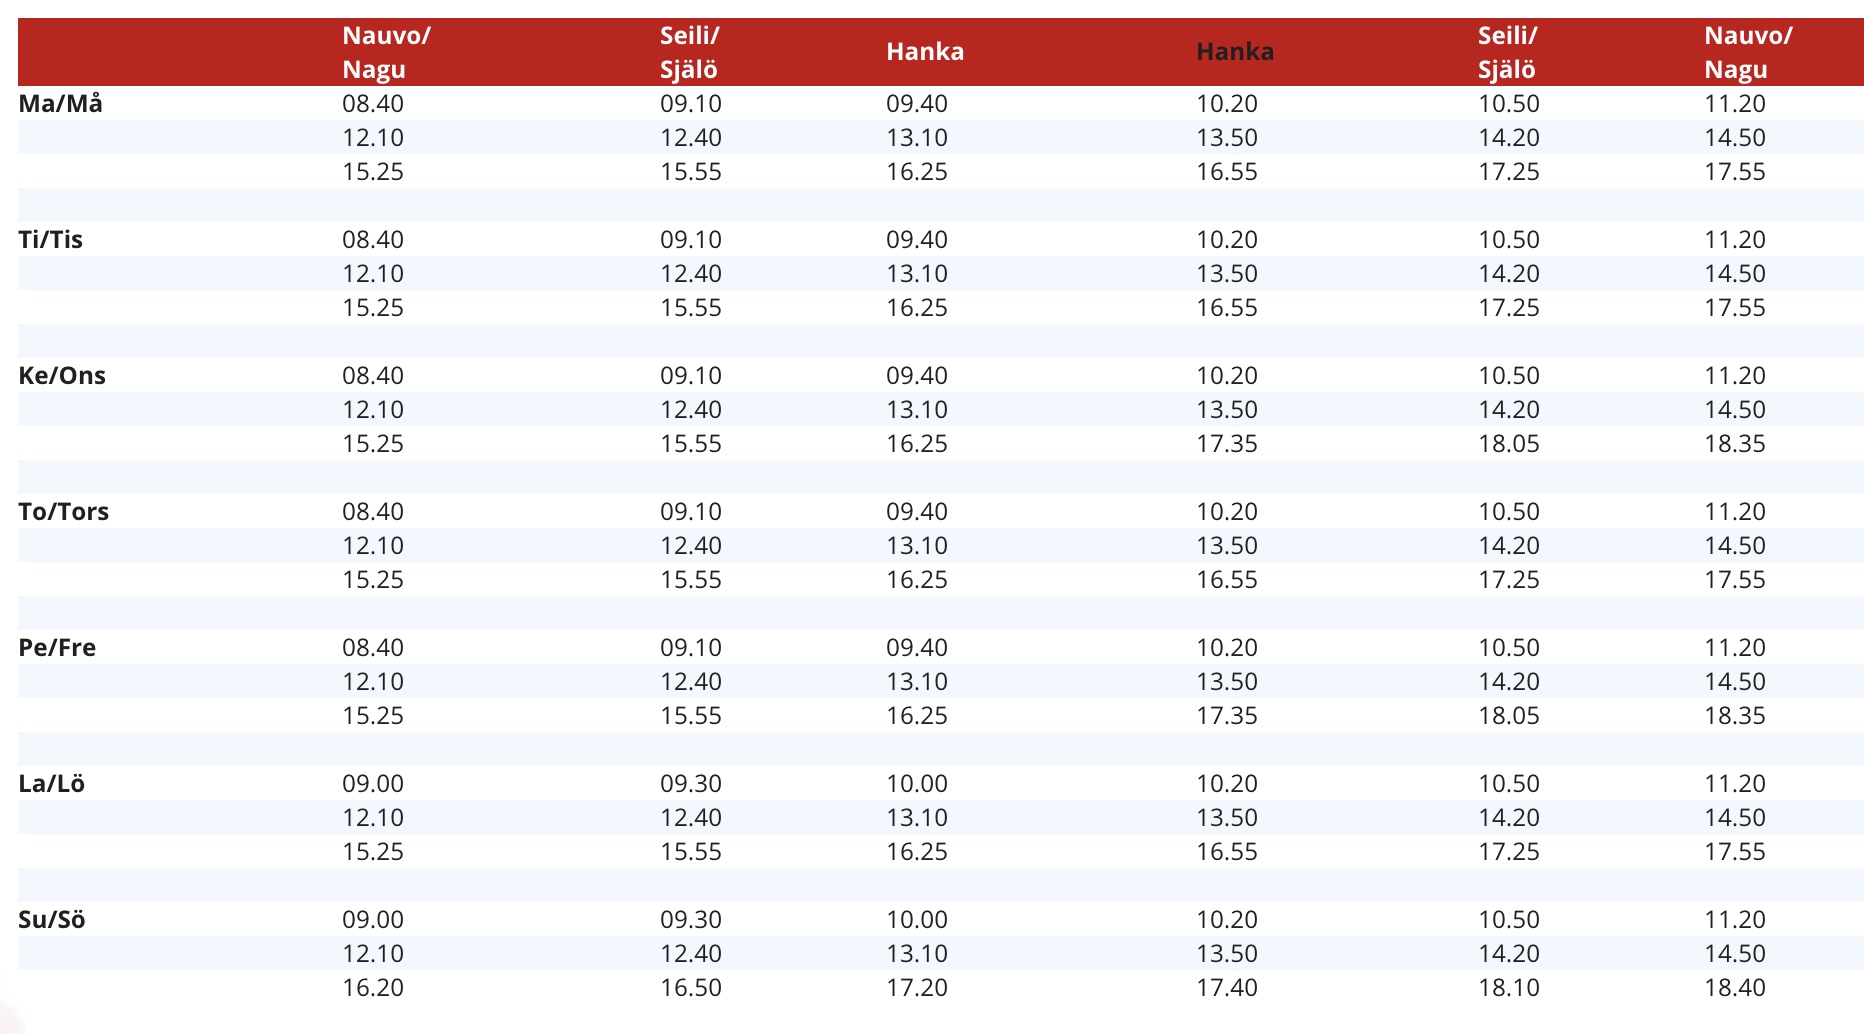 Nauvo/ Seili/ Hanka Hanka Seili/ Nauvo/
Nagu Själö Själö Nagu
Ma/Må 08.40 09.10 09.40 10.20 10.50 11.20
12.10 12.40 13.10 13.50 14.20 14.50
15.25 15.55 16.25 16.55 17.25 17.55
Ti/Tis 08.40 09.10 09.40 10.20 10.50 11.20
12.10 12.40 13.10 13.50 14.20 14.50
15.25 15.55 16.25 16.55 17.25 17.55
Ke/Ons 08.40 09.10 09.40 10.20 10.50 11.20
12.10 12.40 13.10 13.50 14.20 14.50
15.25 15.55 16.25 17.35 18.05 18.35
To/Tors 08.40 09.10 09.40 10.20 10.50 11.20
12.10 12.40 13.10 13.50 14.20 14.50
15.25 15.55 16.25 16.55 17.25 17.55
Pe/Fre 08.40 09.10 09.40 10.20 10.50 11.20
12.10 12.40 13.10 13.50 14.20 14.50
15.25 15.55 16.25 17.35 18.05 18.35
La/Lö 09.00 09.30 10.00 10.20 10.50 11.20
12.10 12.40 13.10 13.50 14.20 14.50
15.25 15.55 16.25 16.55 17.25 17.55
Su/Sö 09.00 09.30 10.00 10.20 10.50 11.20
12.10 12.40 13.10 13.50 14.20 14.50
16.20 16.50 17.20 17.40 18.10 18.40